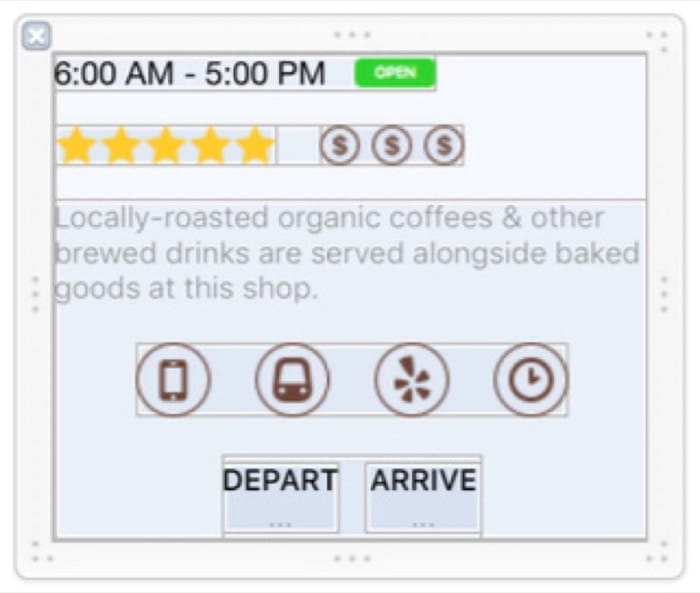 6:00 AM - 5:00 PM OPEN
$ $ $
Locally-roasted organic coffees & other
brewed drinks are served alongside baked
goods at this shop.
DEPART ARRIVE
... ...